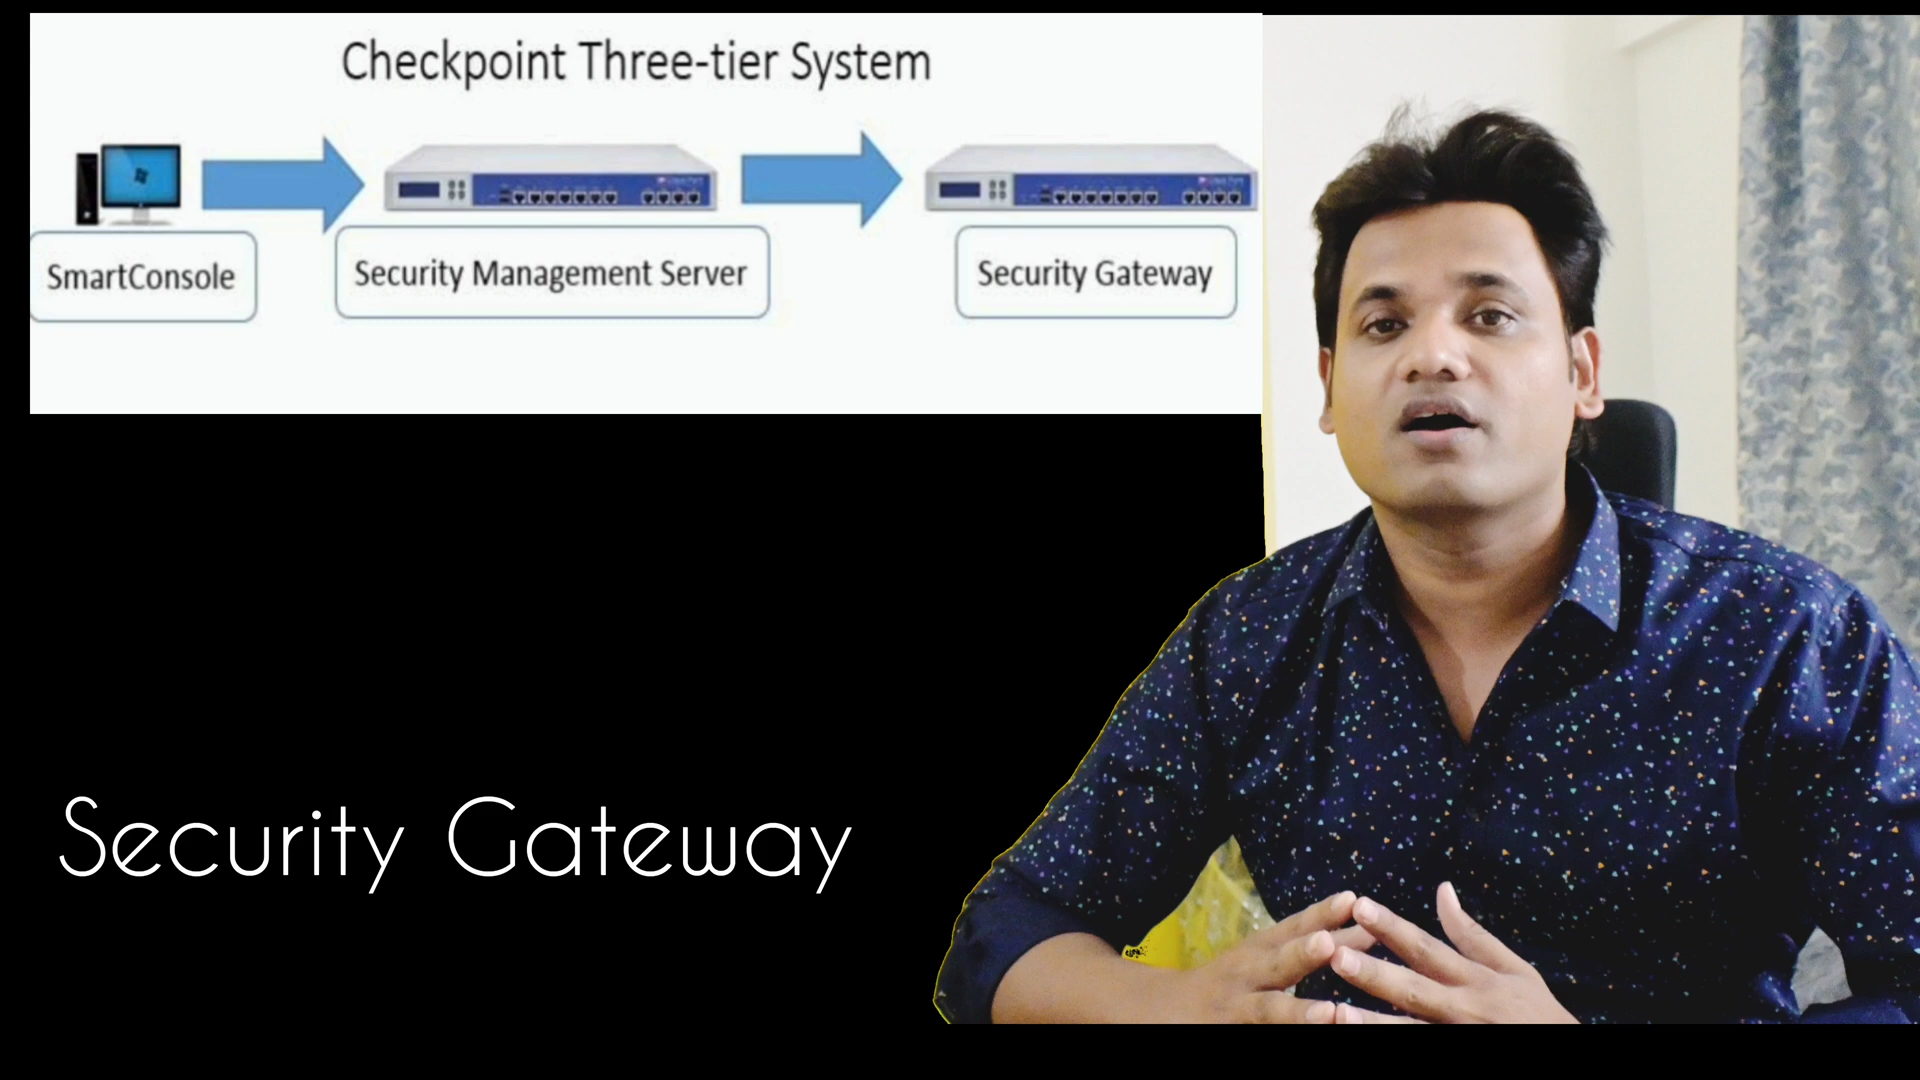 Checkpoint Three-tier System
SmartConsole
Security Management Server
Security Gateway
Security Gateway